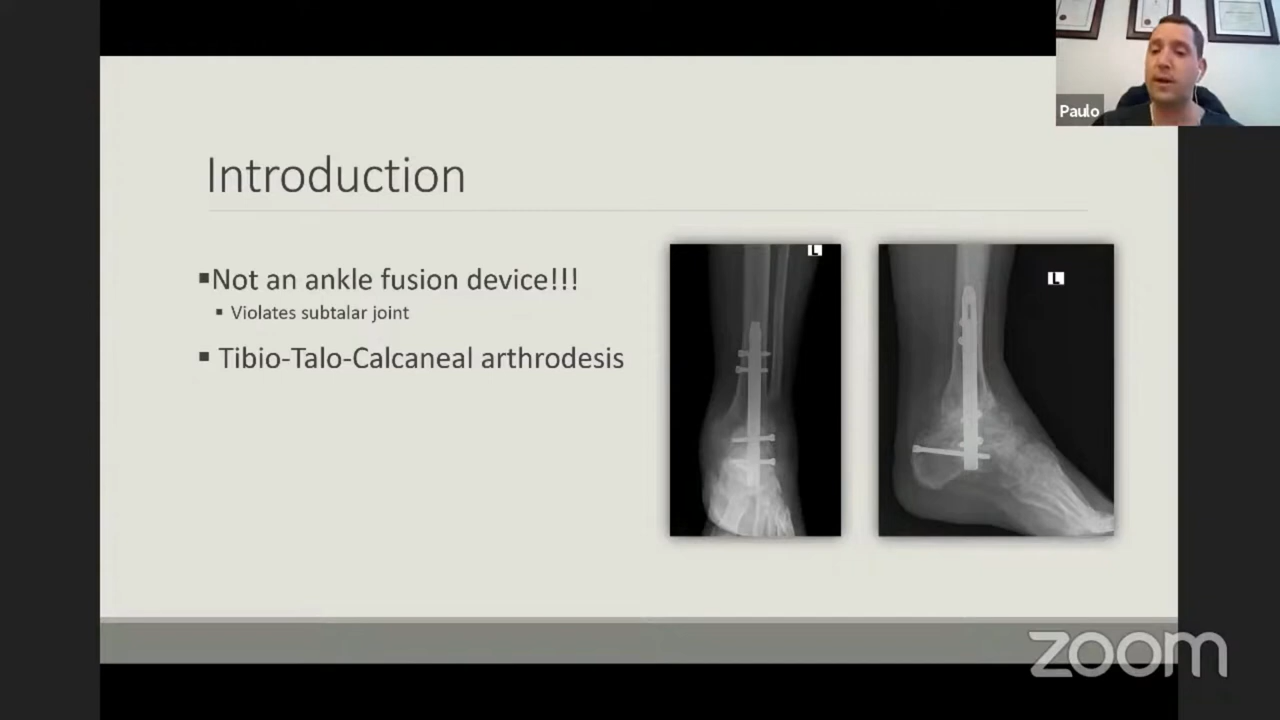 Paulo
Introduction
▪Not an ankle fusion device!!!
▪ Violates subtalar joint
▪ Tibio-Talo-Calcaneal arthrodesis
L
L
zoom